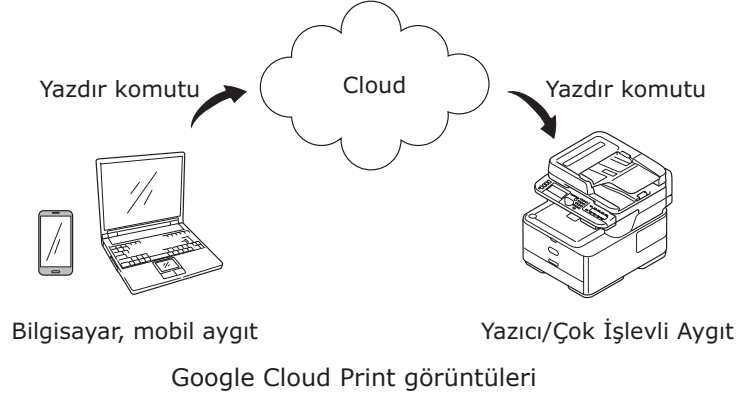 Cloud
Yazdır komutu
Yazdır komutu
Bilgisayar, mobil aygıt
Yazıcı/Çok İşlevli Aygıt
Google Cloud Print görüntüleri